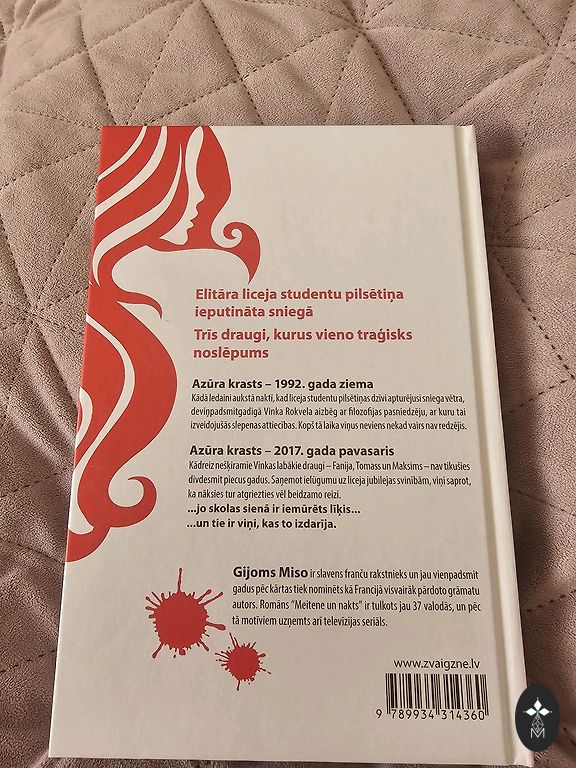 Elitāra liceja studentu pilsētiņa
ieputināta sniegā
Trīs draugi, kurus vieno traģisks
noslēpums
Azūra krasts – 1992. gada ziema
Kādā ledaini aukstā naktī, kad liceja studentu pilsētiņas dzīvi apturējusi sniega vētra,
deviņpadsmitgadīgā Vinka Rokvela aizbēg ar filozofijas pasniedzēju, ar kuru tai
izveidojušās slepenas attiecības. Kopš tā laika viņus neviens nekad vairs nav redzējis.
Azūra krasts – 2017. gada pavasaris
Kādreiz nešķiramie Vinkas labākie draugi – Fanija, Tomass un Maksims – nav tikušies
divdesmit piecus gadus. Saņemot ielūgumu uz liceja jubilejas svinībām, viņi saprot,
ka nāksies tur atgriezties vēl beidzamo reizi.
...jo skolas sienā ir iemūrēts līķis...
...un tie ir viņi, kas to izdarīja.
Gijoms Miso ir slavens franču rakstnieks un jau vienpadsmit
gadus pēc kārtas tiek nominēts kā Francijā visvairāk pārdoto grāmatu
autors. Romāns "Meitene un nakts" ir tulkots jau 37 valodās, un pēc
tā motīviem uzņemts arī televīzijas seriāls.
www.zvaigzne.lv
9 789934 314360
M